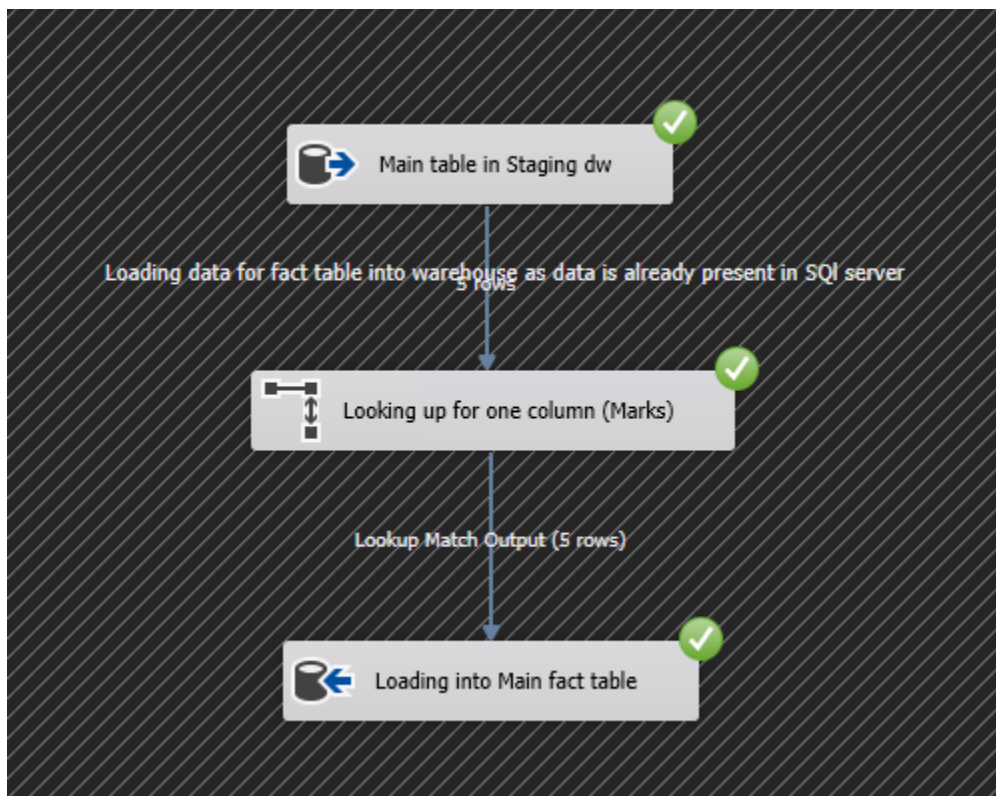 Main table in Staging dw
Loading data for fact table into warehouse as data is already present in SQl server
5 rows
Looking up for one column (Marks)
Lookup Match Output (5 rows)
Loading into Main fact table